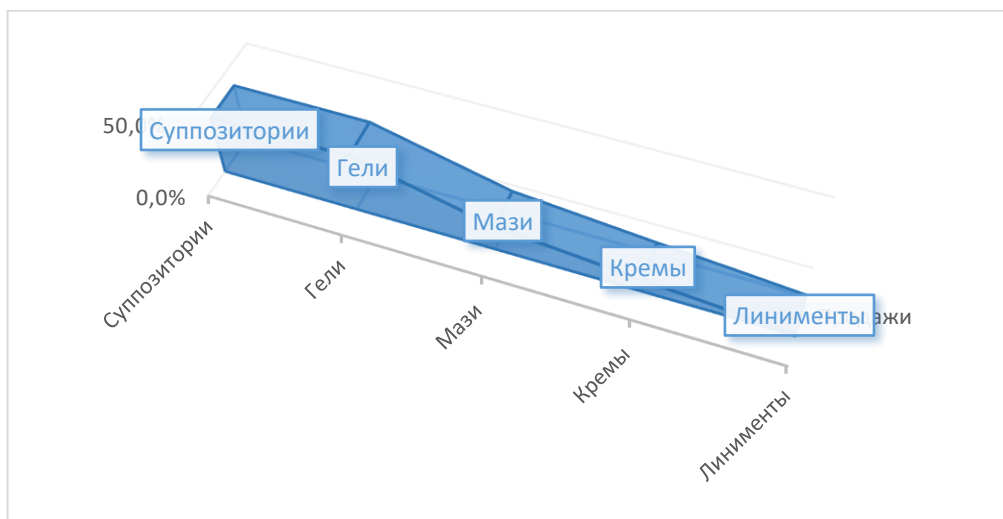 50,0%
Суппозитории
Гели
0,0%
Мази
Кремы
Линименты
Суппозитории
Гели
Мази
Кремы
Линименты